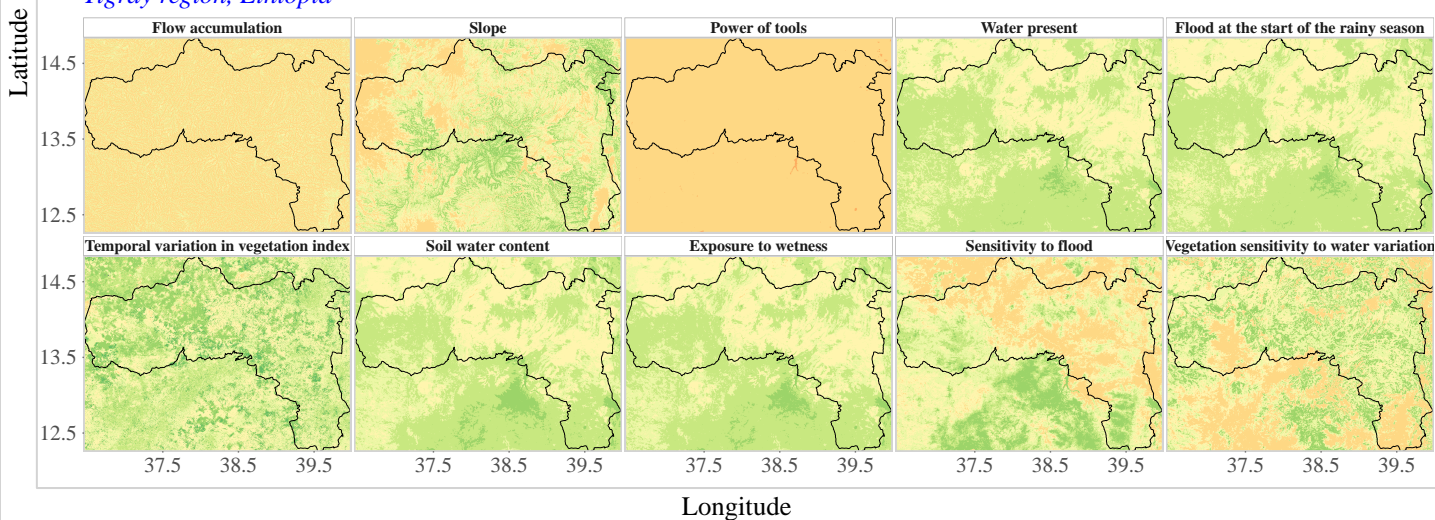 Tigray region, Ethiopia
Latitude
Flow accumulation
Slope
Power of tools
Water present
Flood at the start of the rainy season
14.5
13.5
12.5
Temporal variation in vegetation index
Soil water content
Exposure to wetness
Sensitivity to flood
Vegetation sensitivity to water variation
14.5
13.5
12.5
37.5 38.5 39.5 37.5 38.5 39.5 37.5 38.5 39.5 37.5 38.5 39.5 37.5 38.5 39.5
Longitude